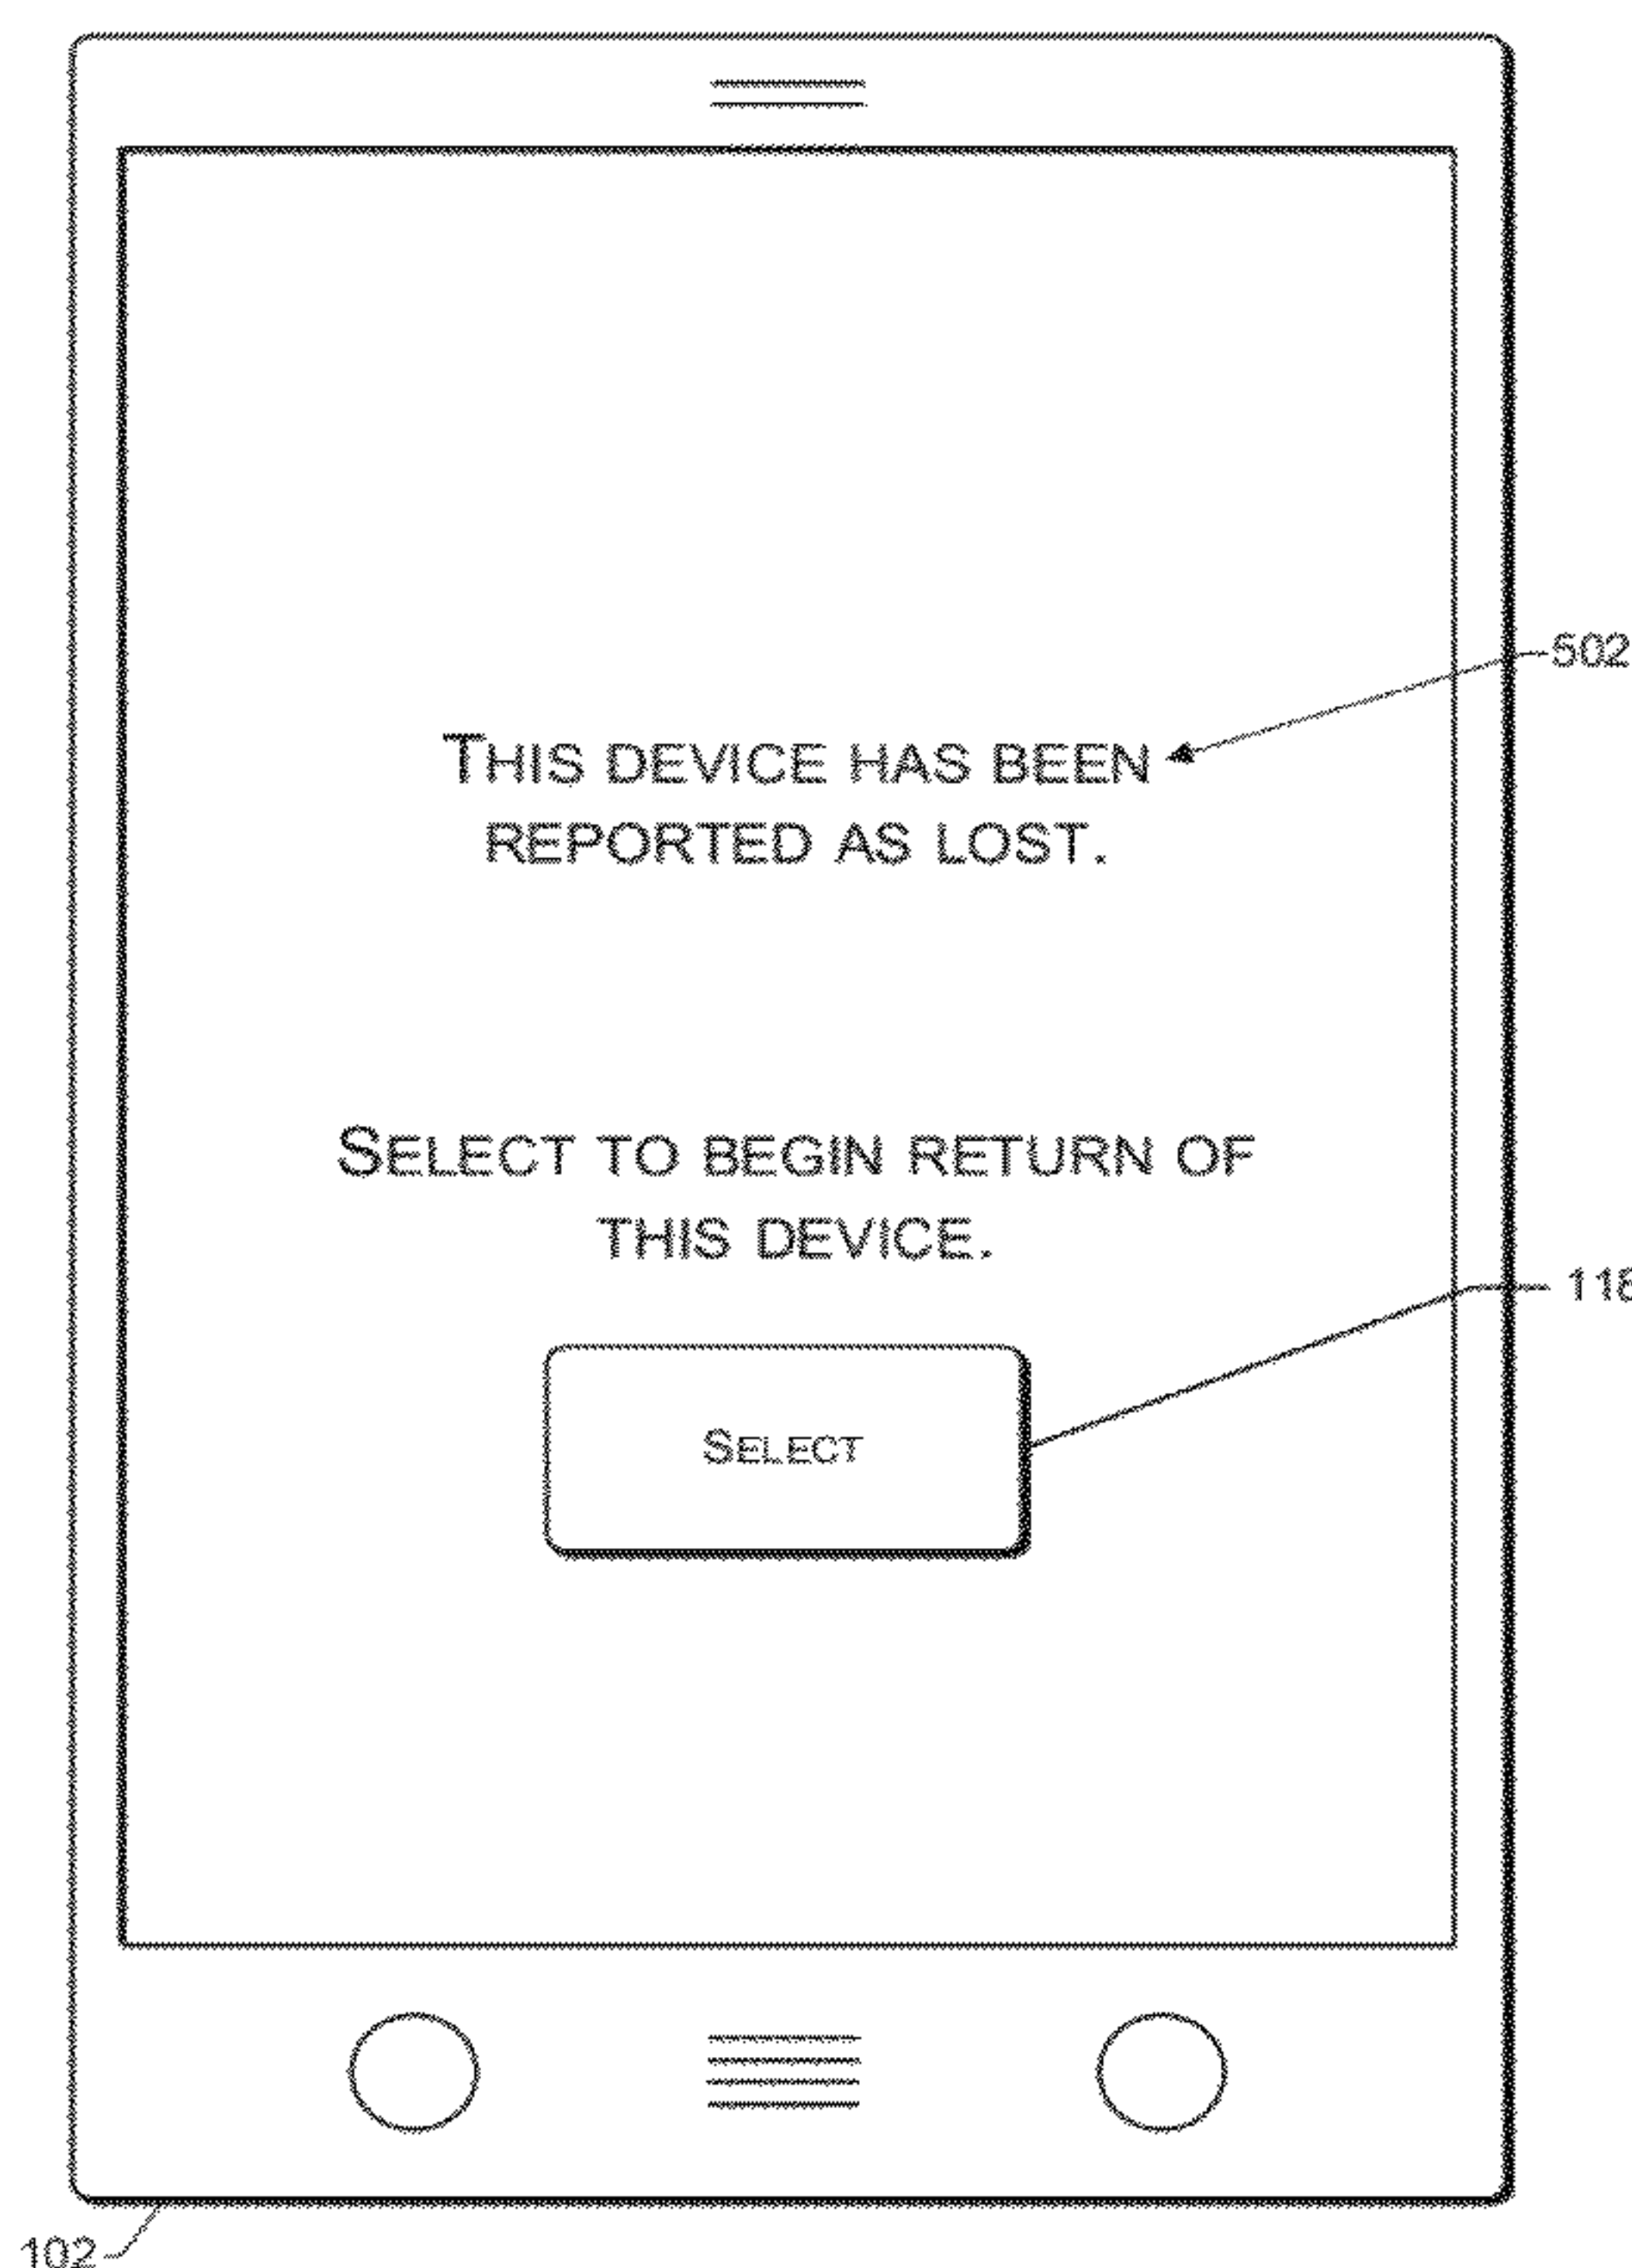 THIS DEVICE HAS BEEN
REPORTED AS LOST.
502
SELECT TO BEGIN RETURN OF
THIS DEVICE.
SELECT
102